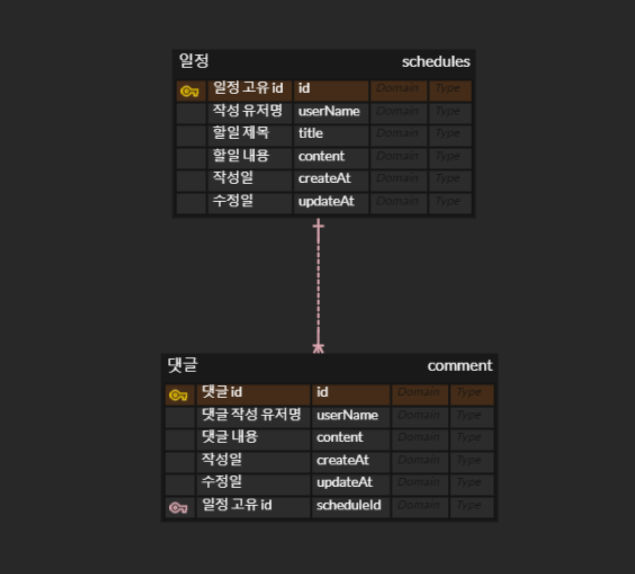 일정 schedules
일정 고유 id id Domain Type
작성 유저명 userName Domain Type
할일 제목 title Domain Type
할일 내용 content Domain Type
작성일 createAt Domain Type
수정일 updateAt Domain Type
댓글 comment
댓글 id id Domain Type
댓글 작성 유저명 userName Domain Type
댓글 내용 content Domain Type
작성일 createAt Domain Type
수정일 updateAt Domain Type
일정 고유 id scheduleId Domain Type